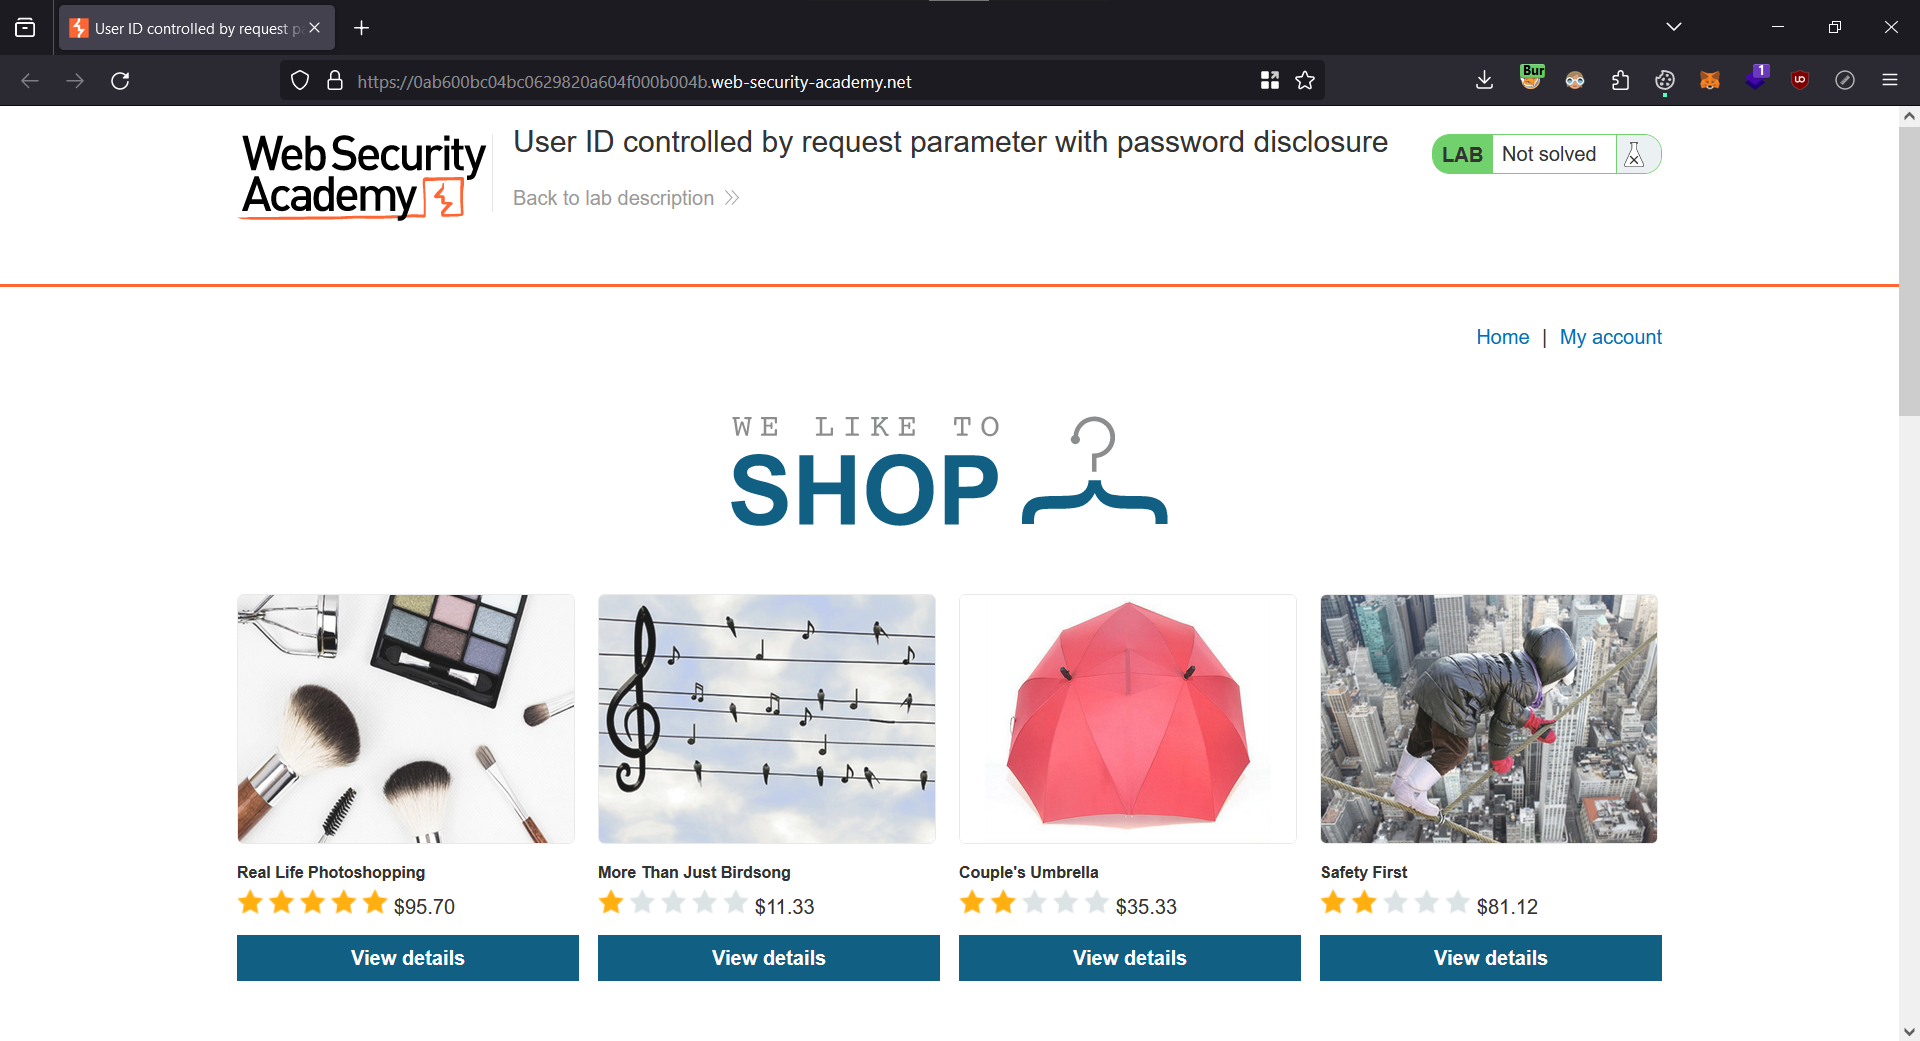 User ID controlled by request p
https://0ab600bc04bc0629820a604f000b004b.web-security-academy.net
Bur
1
Web Security
Academy
User ID controlled by request parameter with password disclosure
Back to lab description
LAB Not solved
Home | My account
WE LIKE TO
SHOP
Real Life Photoshopping
$95.70
View details
More Than Just Birdsong
$11.33
View details
Couple's Umbrella
$35.33
View details
Safety First
$81.12
View details